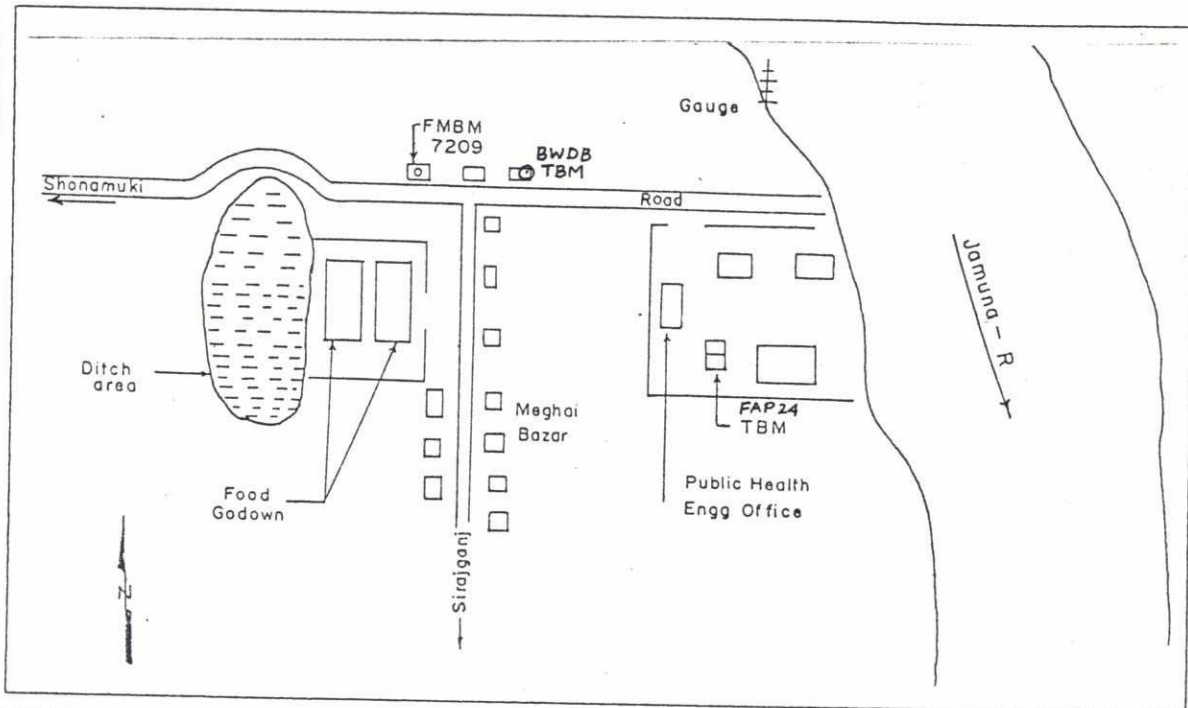 Gauge
FMBM
7209
BWDB
TBM
Shonamuki
Road
Jamuna - R
Ditch
area
Meghai
Bazar
FAP24
TBM
Food
Godown
Public Health
Engg Office
Sirajganj
N